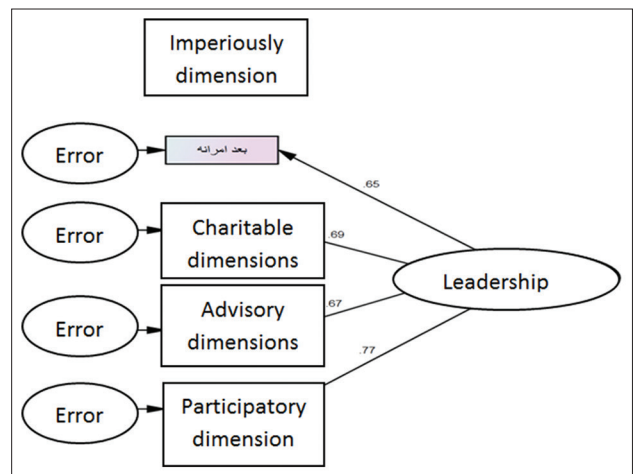 Imperiously
dimension
Error
بعد امرانه
.65
Error
Charitable
dimensions
.69
Leadership
Error
Advisory
dimensions
.67
.77
Error
Participatory
dimension